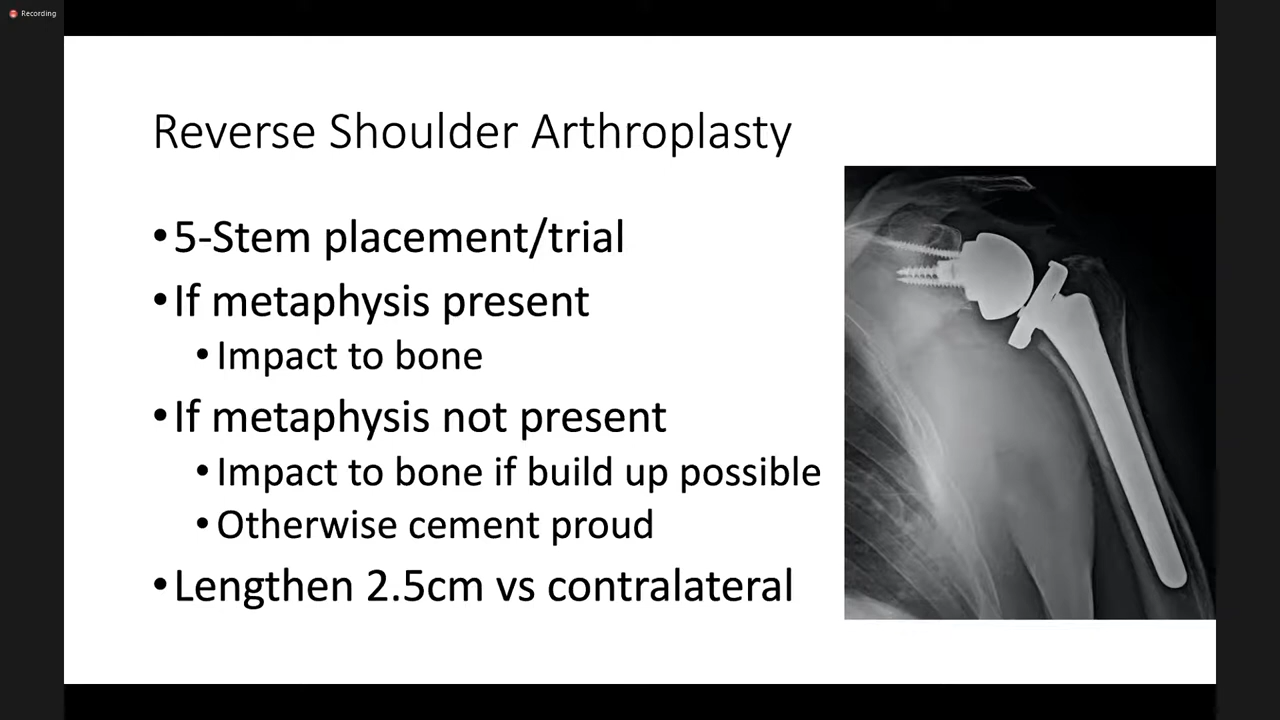 Recording
Reverse Shoulder Arthroplasty
•5-Stem placement/trial
•If metaphysis present
•Impact to bone
•If metaphysis not present
•Impact to bone if build up possible
•Otherwise cement proud
•Lengthen 2.5cm vs contralateral